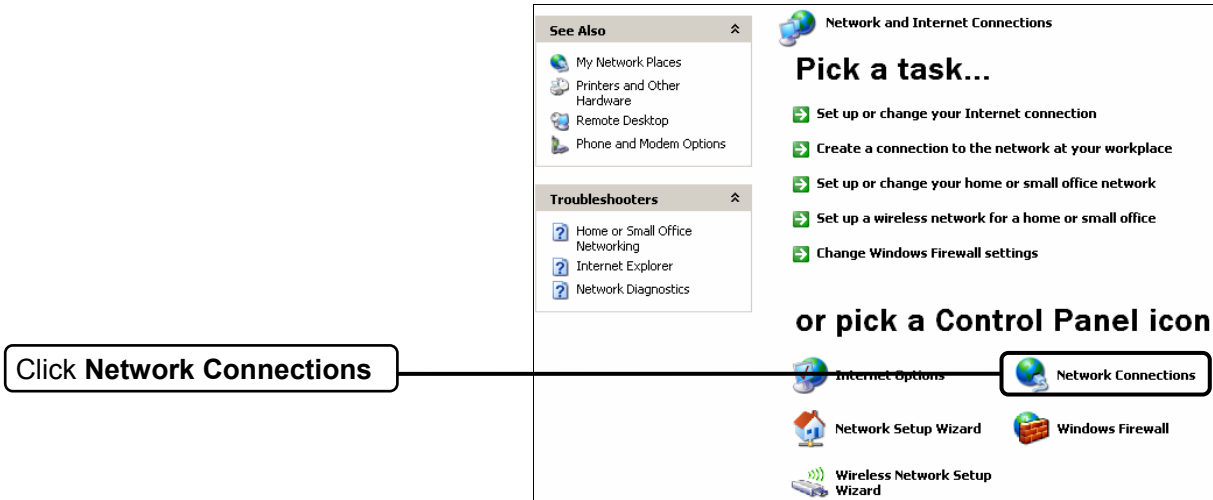 See Also
My Network Places
Printers and Other
Hardware
Remote Desktop
Phone and Modem Options
Troubleshooters
Home or Small Office
Networking
Internet Explorer
Network Diagnostics
Network and Internet Connections
Pick a task...
Set up or change your Internet connection
Create a connection to the network at your workplace
Set up or change your home or small office network
Set up a wireless network for a home or small office
Change Windows Firewall settings
or pick a Control Panel icon
Click Network Connections
Internet Options
Network Connections
Network Setup Wizard
Windows Firewall
Wireless Network Setup
Wizard